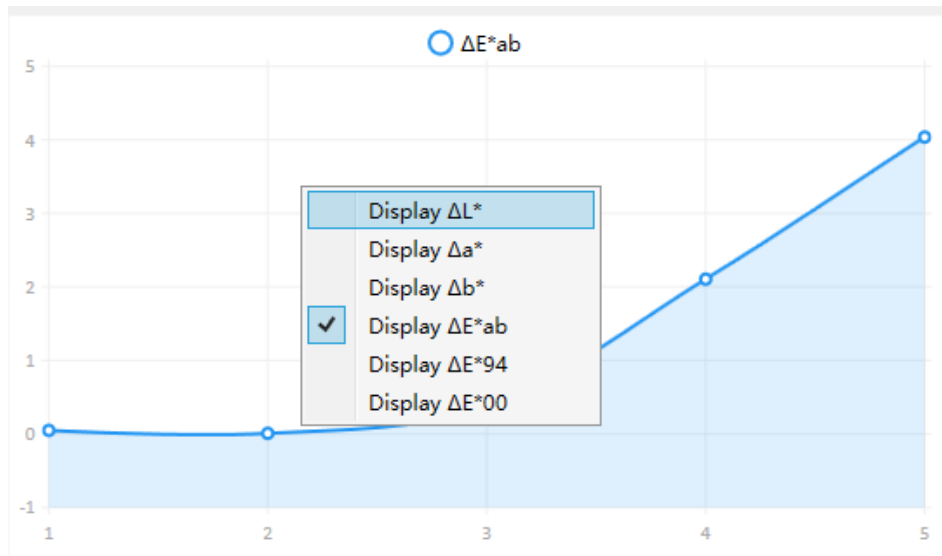 ΔE*ab
5
4
3
2
1
0
-1
Display ΔL*
Display Δa*
Display Δb*
Display ΔE*ab
Display ΔE*94
Display ΔE*00
1 2 3 4 5